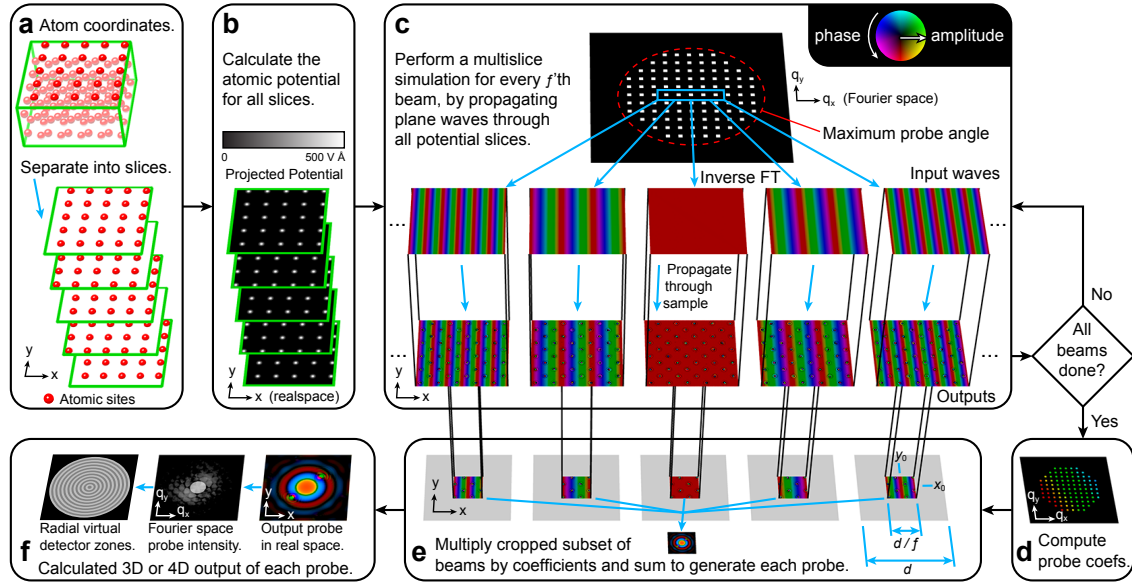 a Atom coordinates.
Separate into slices.
y
x
Atomic sites
b
Calculate the
atomic potential
for all slices.
0
500 V Å
Projected Potential
y
x (realspace)
c
Perform a multislice
simulation for every f'th
beam, by propagating
plane waves through
all potential slices.
phase
amplitude
qy
qx (Fourier space)
Maximum probe angle
Inverse FT
Input waves
...
...
Propagate
through
sample
...
...
y
x
Outputs
No
All
beams
done?
Yes
qy
qx
d Compute
probe coefs.
y
x
y0
x0
d / f
d
e Multiply cropped subset of
beams by coefficients and sum to generate each probe.
qy
qx
y
x
Radial virtual
detector zones.
Fourier space
probe intensity.
Output probe
in real space.
f Calculated 3D or 4D output of each probe.